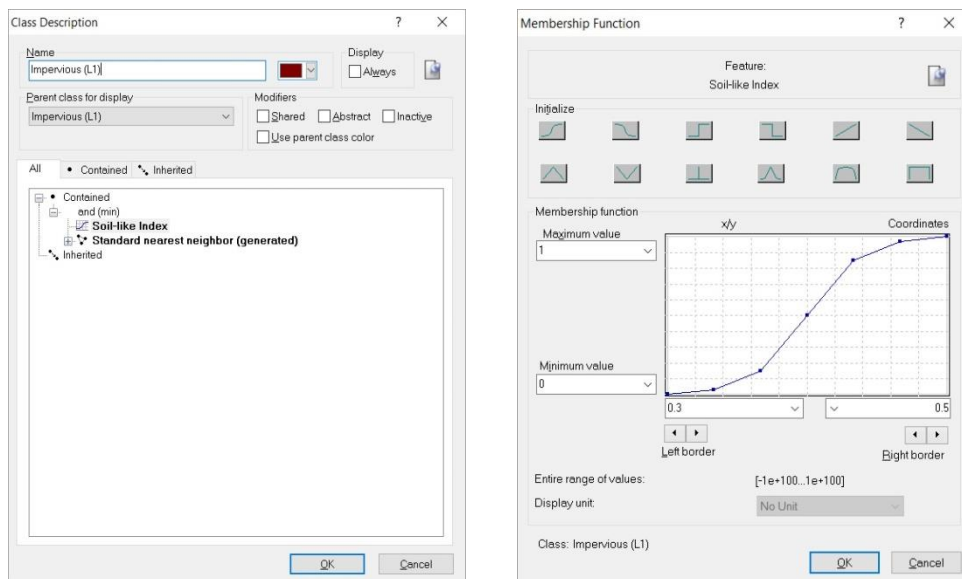 Class Description ? ×
Name
Impervious (L1)
Display
Always
Parent class for display
Impervious (L1)
Modifiers
Shared Abstract Inactive
Use parent class color
All • Contained Inherited
• Contained
and (min)
Soil-like Index
Standard nearest neighbor (generated)
Inherited
OK Cancel
Membership Function ? ×
Feature:
Soil-like Index
Initialize
Membership function
Maximum value
1
x/y Coordinates
Minimum value
0
0.3 0.5
Left border Right border
Entire range of values: [-1e+100...1e+100]
Display unit: No Unit
Class: Impervious (L1)
OK Cancel